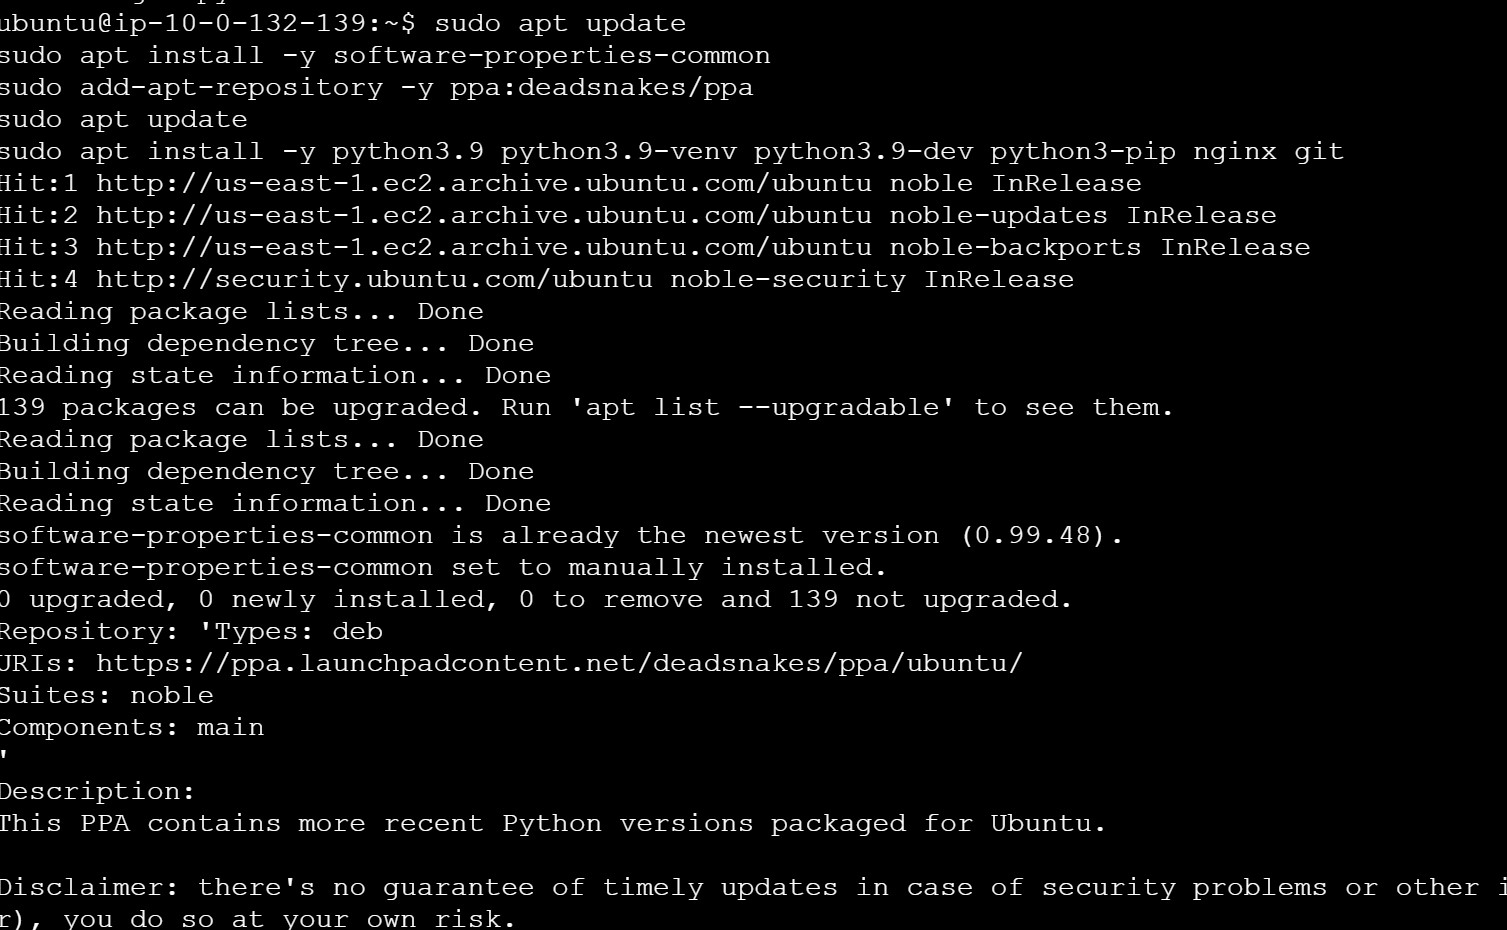 ubuntu@ip-10-0-132-139:~$ sudo apt update
sudo apt install -y software-properties-common
sudo add-apt-repository -y ppa:deadsnakes/ppa
sudo apt update
sudo apt install -y python3.9 python3.9-venv python3.9-dev python3-pip nginx git
Hit:1 http://us-east-1.ec2.archive.ubuntu.com/ubuntu noble InRelease
Hit:2 http://us-east-1.ec2.archive.ubuntu.com/ubuntu noble-updates InRelease
Hit:3 http://us-east-1.ec2.archive.ubuntu.com/ubuntu noble-backports InRelease
Hit:4 http://security.ubuntu.com/ubuntu noble-security InRelease
Reading package lists... Done
Building dependency tree... Done
Reading state information... Done
139 packages can be upgraded. Run 'apt list --upgradable' to see them.
Reading package lists... Done
Building dependency tree... Done
Reading state information... Done
software-properties-common is already the newest version (0.99.48).
software-properties-common set to manually installed.
0 upgraded, 0 newly installed, 0 to remove and 139 not upgraded.
Repository: 'Types: deb
URIs: https://ppa.launchpadcontent.net/deadsnakes/ppa/ubuntu/
Suites: noble
Components: main
'
Description:
This PPA contains more recent Python versions packaged for Ubuntu.
Disclaimer: there's no guarantee of timely updates in case of security problems or other i
r), you do so at your own risk.